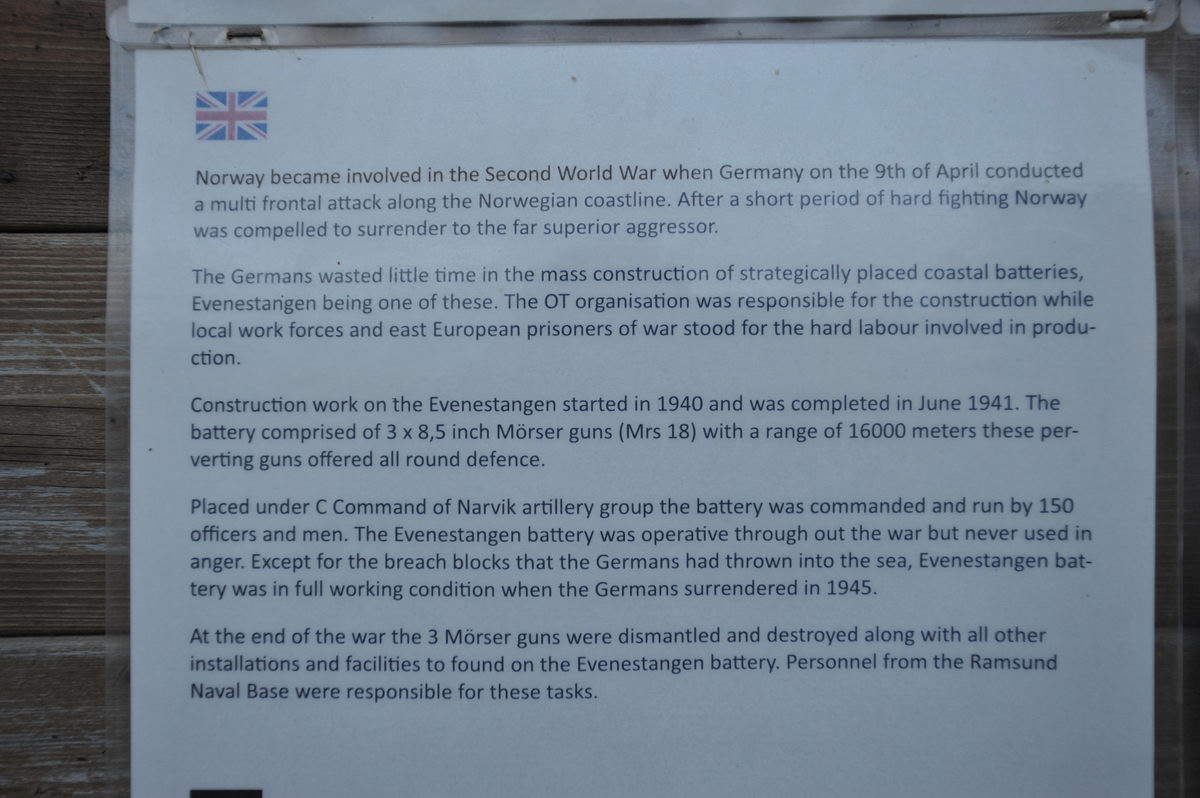 Norway became involved in the Second World War when Germany on the 9th of April conducted
a multi frontal attack along the Norwegian coastline. After a short period of hard fighting Norway
was compelled to surrender to the far superior aggressor.
The Germans wasted little time in the mass construction of strategically placed coastal batteries,
Evenestangen being one of these. The OT organisation was responsible for the construction while
local work forces and east European prisoners of war stood for the hard labour involved in produ-
ction.
Construction work on the Evenestangen started in 1940 and was completed in June 1941. The
battery comprised of 3 x 8,5 inch Mörser guns (Mrs 18) with a range of 16000 meters these per-
verting guns offered all round defence.
Placed under C Command of Narvik artillery group the battery was commanded and run by 150
officers and men. The Evenestangen battery was operative through out the war but never used in
anger. Except for the breach blocks that the Germans had thrown into the sea, Evenestangen bat-
tery was in full working condition when the Germans surrendered in 1945.
At the end of the war the 3 Mörser guns were dismantled and destroyed along with all other
installations and facilities to found on the Evenestangen battery. Personnel from the Ramsund
Naval Base were responsible for these tasks.